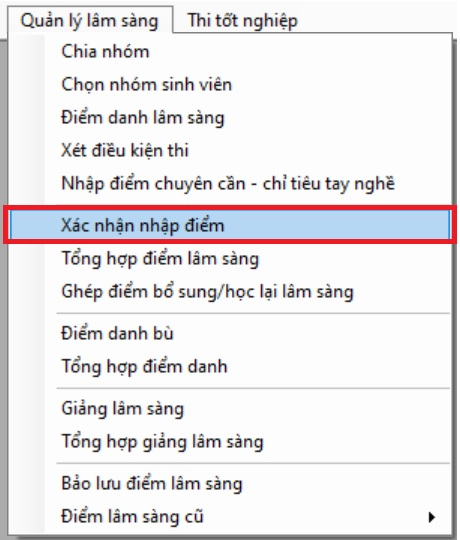 Quản lý lâm sàng Thi tốt nghiệp
Chia nhóm
Chọn nhóm sinh viên
Điểm danh lâm sàng
Xét điều kiện thi
Nhập điểm chuyên cần - chỉ tiêu tay nghề
Xác nhận nhập điểm
Tổng hợp điểm lâm sàng
Ghép điểm bổ sung/học lại lâm sàng
Điểm danh bù
Tổng hợp điểm danh
Giảng lâm sàng
Tổng hợp giảng lâm sàng
Bảo lưu điểm lâm sàng
Điểm lâm sàng cũ